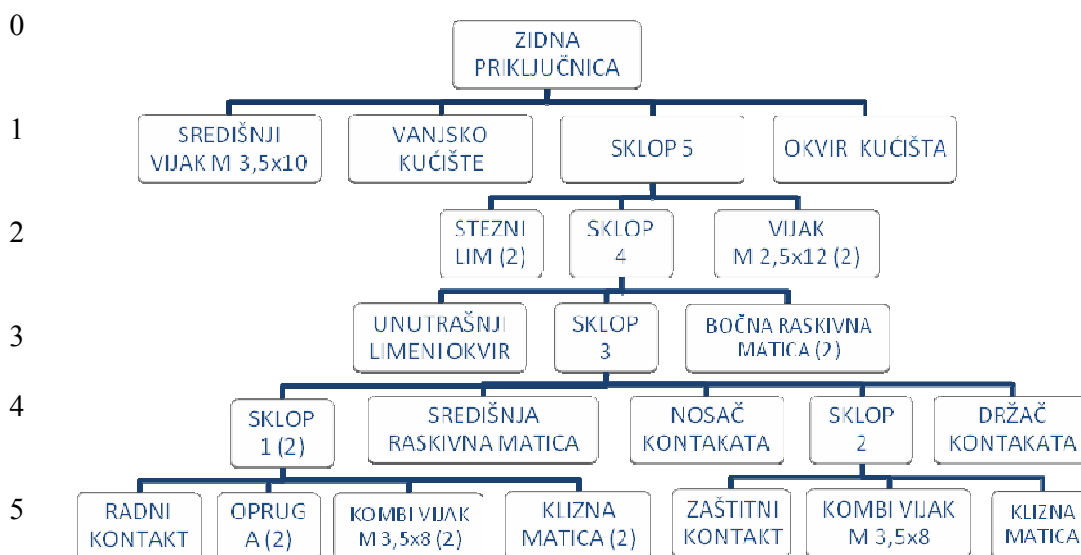 0
ZIDNA
PRIKLJUČNICA
1
SREDIŠNJI
VIJAK M 3,5x10
VANJSKO
KUĆIŠTE
SKLOP 5
OKVIR KUĆIŠTA
2
STEZNI
LIM (2)
SKLOP
4
VIJAK
M 2,5x12 (2)
3
UNUTRAŠNJI
LIMENI OKVIR
SKLOP
3
BOČNA RASKIVNA
MATICA (2)
4
SKLOP
1 (2)
SREDIŠNJA
RASKIVNA MATICA
NOSAČ
KONTAKATA
SKLOP
2
DRŽAČ
KONTAKATA
5
RADNI
KONTAKT
OPRUG
A (2)
KOMBI VIJAK
M 3,5x8 (2)
KLIZNA
MATICA (2)
ZAŠTITNI
KONTAKT
KOMBI VIJAK
M 3,5x8
KLIZNA
MATICA